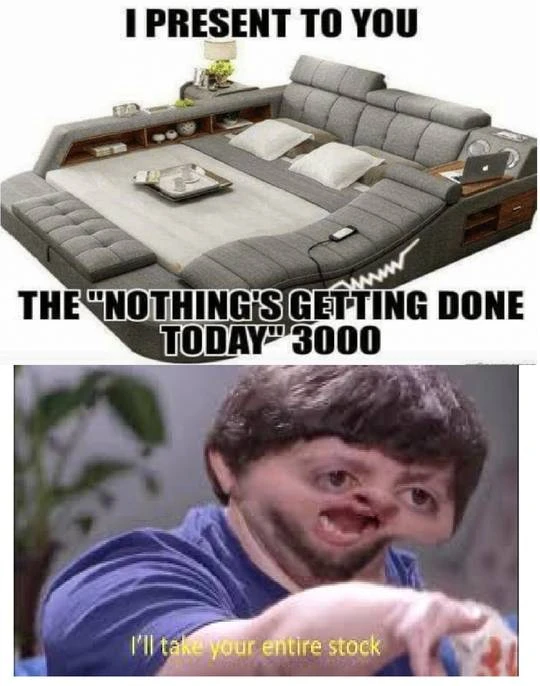 I PRESENT TO YOU
THE "NOTHING'S GETTING DONE
TODAY" 3000
I'll take your entire stock